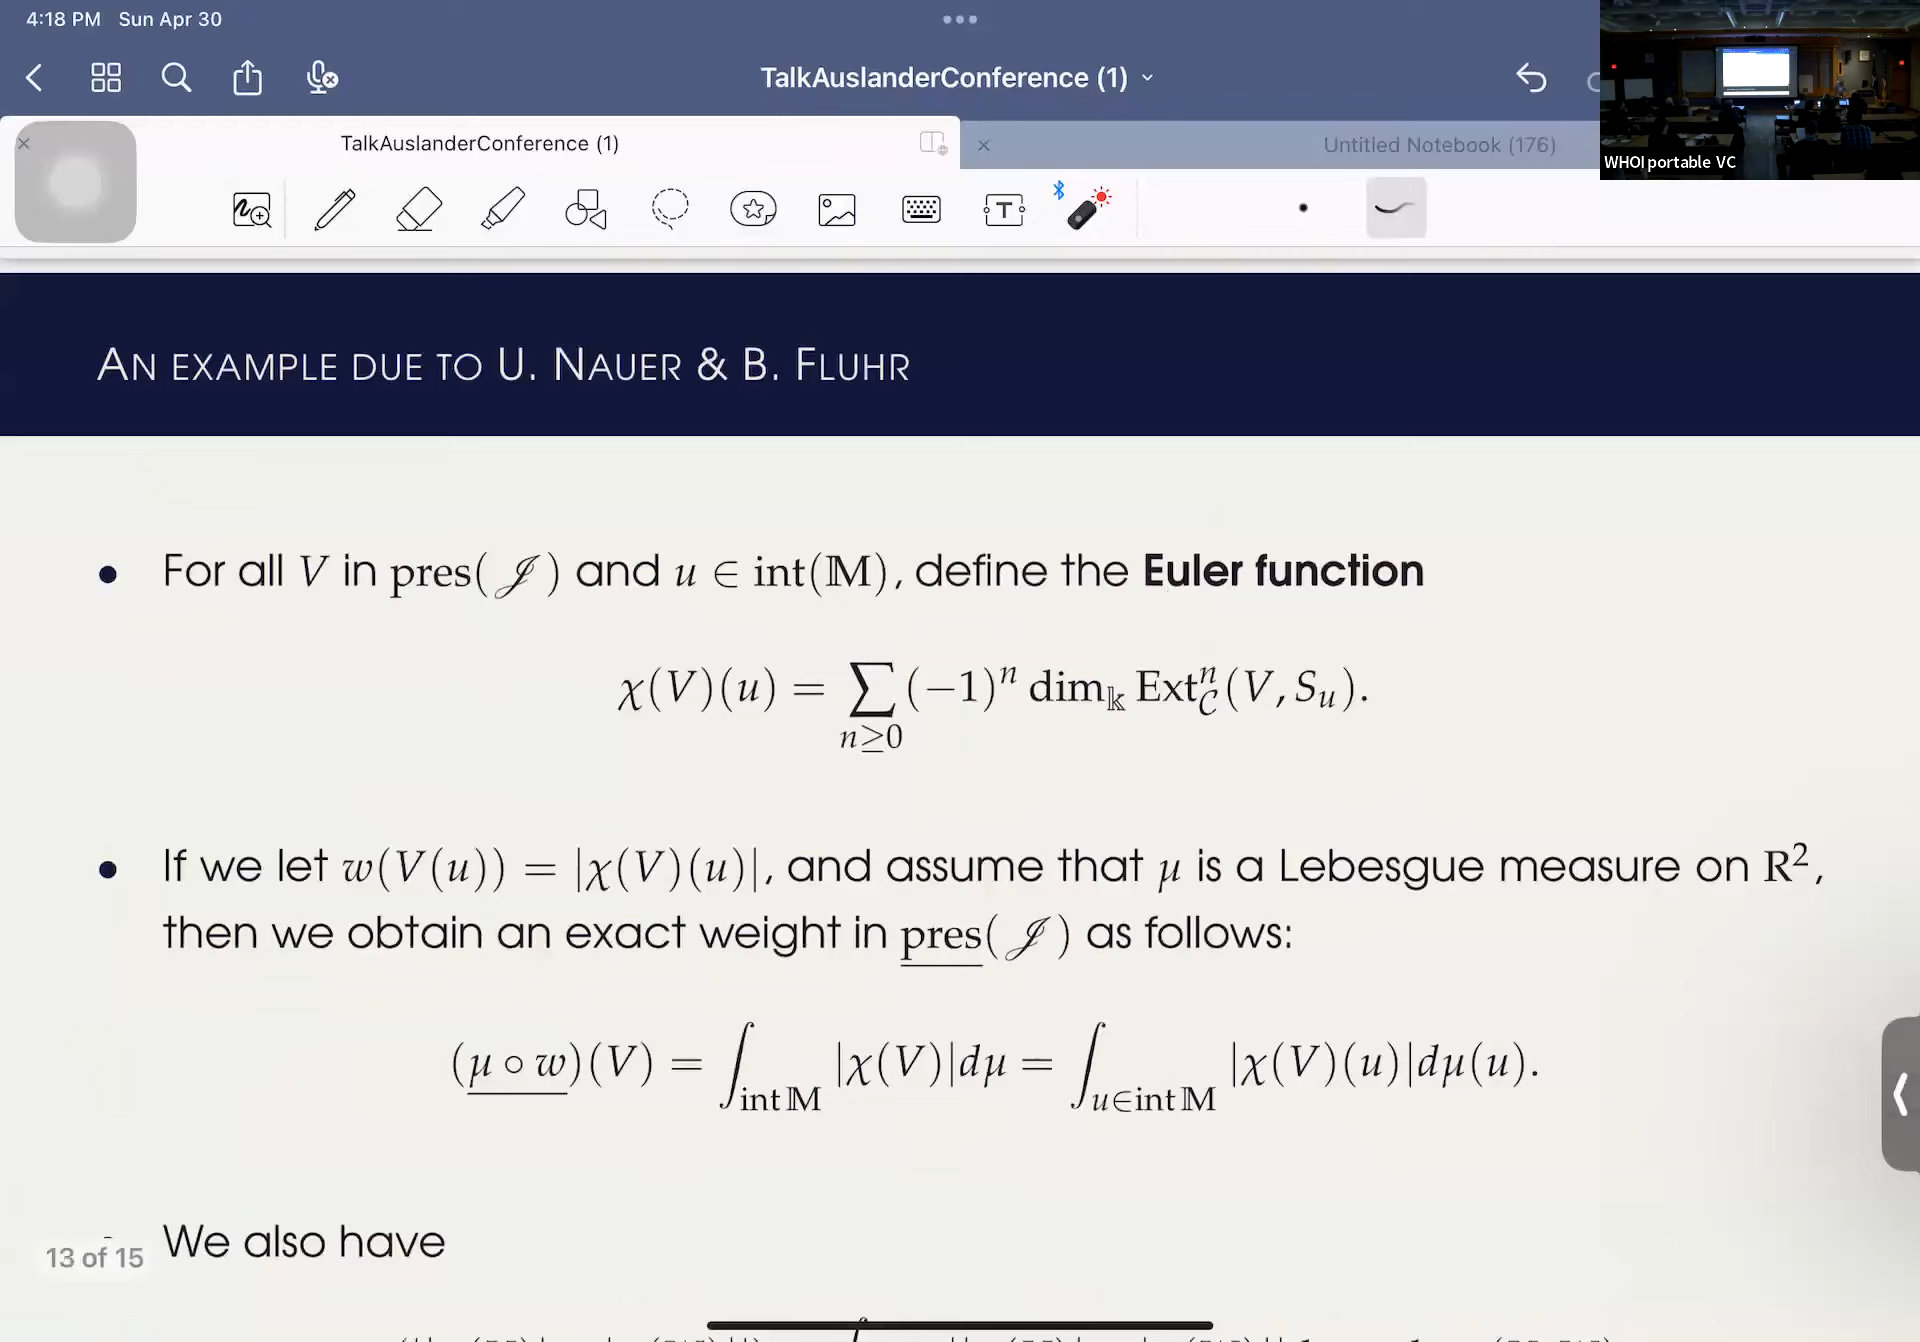 4:18 PM Sun Apr 30
TalkAuslanderConference (1)
TalkAuslanderConference (1)
Untitled Notebook (176)
WHOI portable VC
AN EXAMPLE DUE TO U. NAUER & B. FLUHR
• For all V in pres(𝒥) and u ∈ int(𝕄), define the Euler function
χ(V)(u) = ∑_{n≥0} (−1)^n dim_𝕜 Ext^n_C(V, S_u).
• If we let w(V(u)) = |χ(V)(u)|, and assume that μ is a Lebesgue measure on R²,
then we obtain an exact weight in pres(𝒥) as follows:
(μ ∘ w)(V) = ∫_{int 𝕄} |χ(V)|dμ = ∫_{u∈int 𝕄} |χ(V)(u)|dμ(u).
We also have
13 of 15